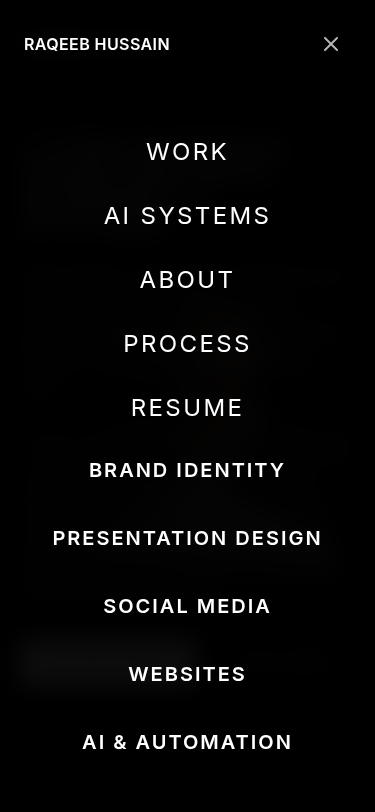 RAQEEB HUSSAIN
WORK
AI SYSTEMS
ABOUT
PROCESS
RESUME
BRAND IDENTITY
PRESENTATION DESIGN
SOCIAL MEDIA
WEBSITES
AI & AUTOMATION